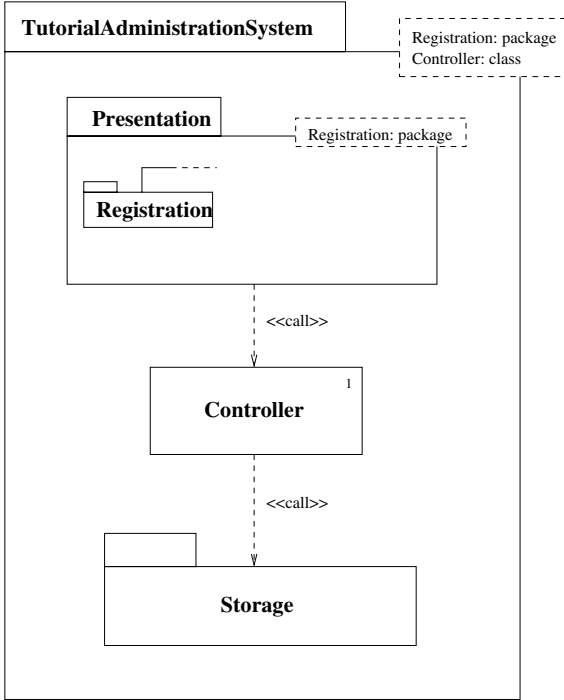 TutorialAdministrationSystem
Registration: package
Controller: class
Presentation
Registration: package
Registration
<<call>>
1
Controller
<<call>>
Storage